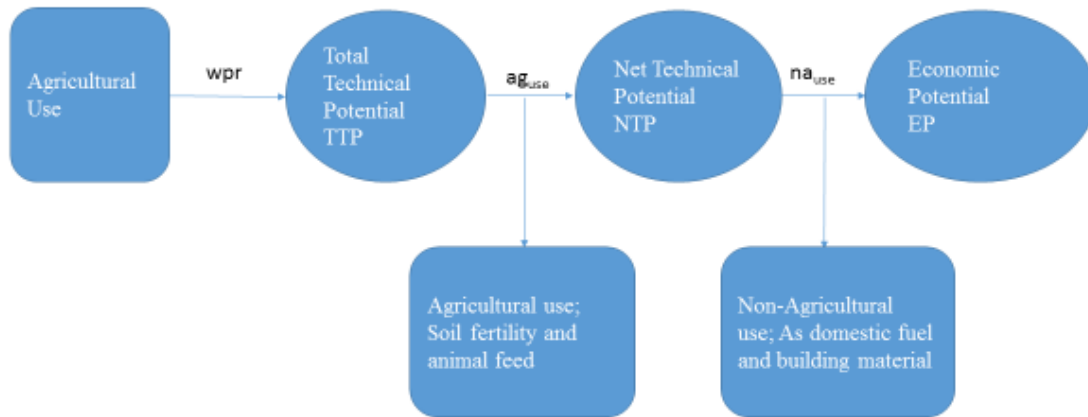 Agricultural
Use
wpr
Total
Technical
Potential
TTP
ag_use
Net Technical
Potential
NTP
na_use
Economic
Potential
EP
Agricultural use;
Soil fertility and
animal feed
Non-Agricultural
use; As domestic fuel
and building material